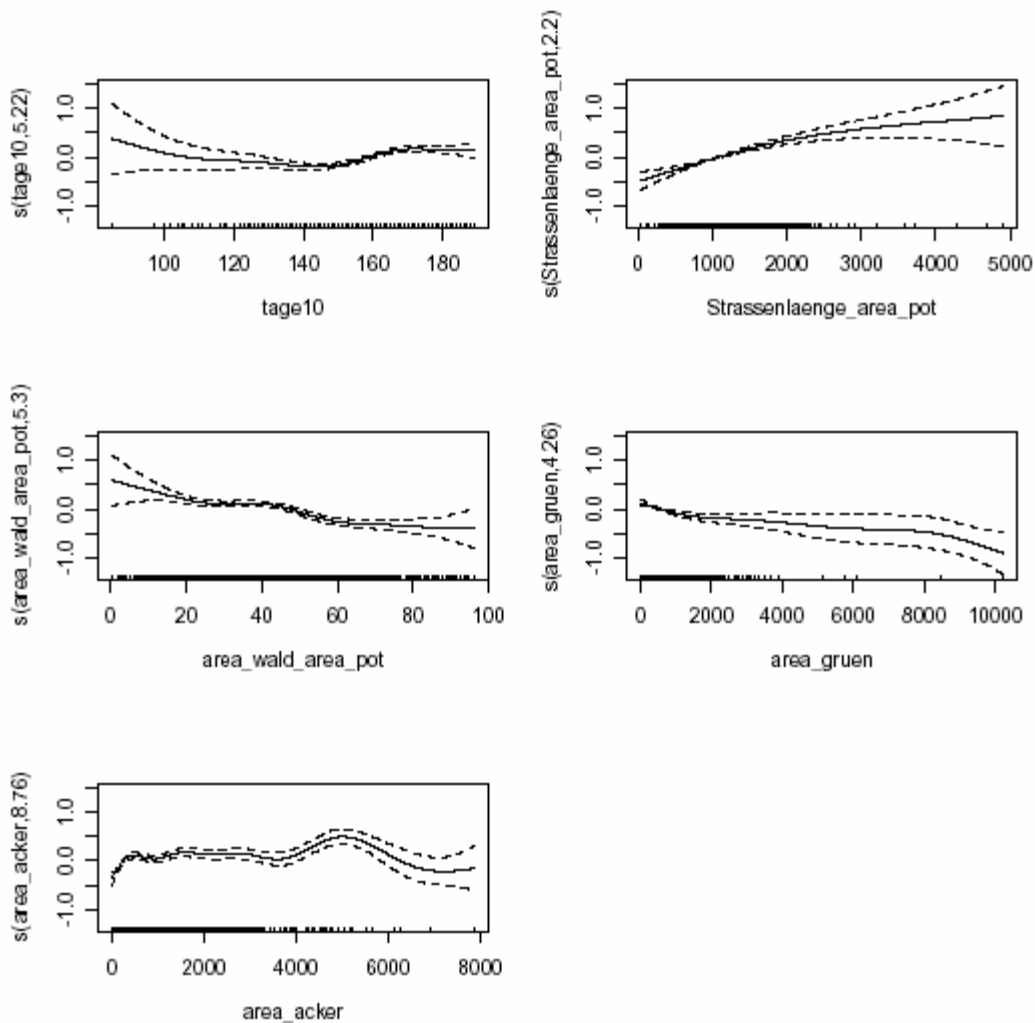 s(tage10,5.22)
-1.0 0.0 1.0
100 120 140 160 180
tage10
s(Strassenlaenge_area_pot,2.2)
-1.0 0.0 1.0
0 1000 2000 3000 4000 5000
Strassenlaenge_area_pot
s(area_wald_area_pot,5.3)
-1.0 0.0 1.0
0 20 40 60 80 100
area_wald_area_pot
s(area_gruen,4.26)
-1.0 0.0 1.0
0 2000 4000 6000 8000 10000
area_gruen
s(area_acker,8.76)
-1.0 0.0 1.0
0 2000 4000 6000 8000
area_acker